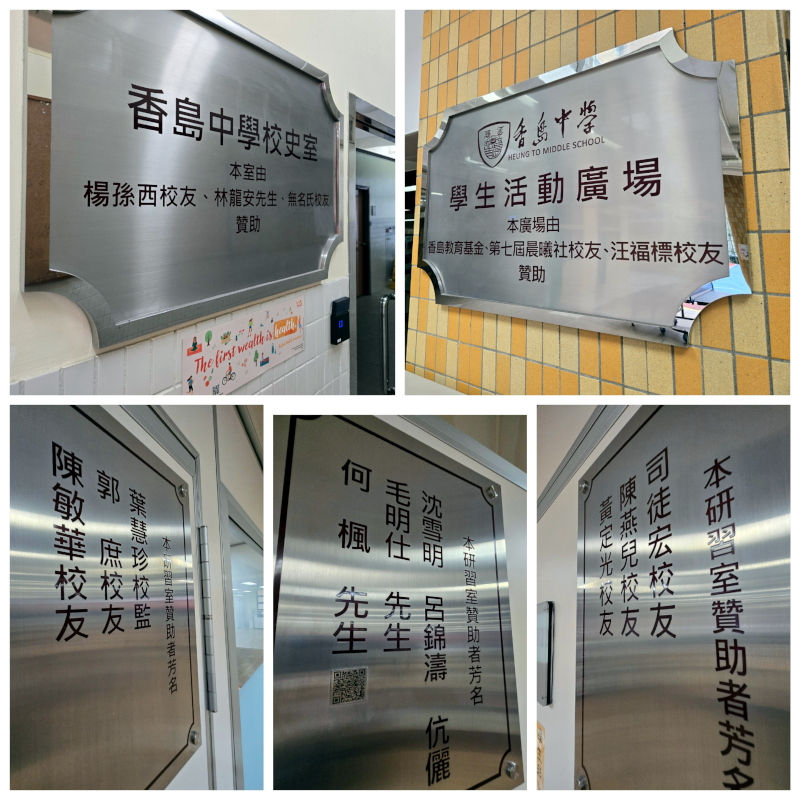 香島中學校史室
本室由
楊孫西校友、林龍安先生、無名氏校友
贊助
The first wealth is health.
香島中學
HEUNG TO MIDDLE SCHOOL
學生活動廣場
本廣場由
香島教育基金、第七屆晨曦社校友、汪福標校友
贊助
本研習室贊助者芳名
葉慧珍校監
郭 庶校友
陳敏華校友
本研習室贊助者芳名
沈雪明 呂錦濤 伉儷
毛明仕 先生
何楓 先生
本研習室贊助者芳名
司徒宏校友
陳燕兒校友
黃定光校友